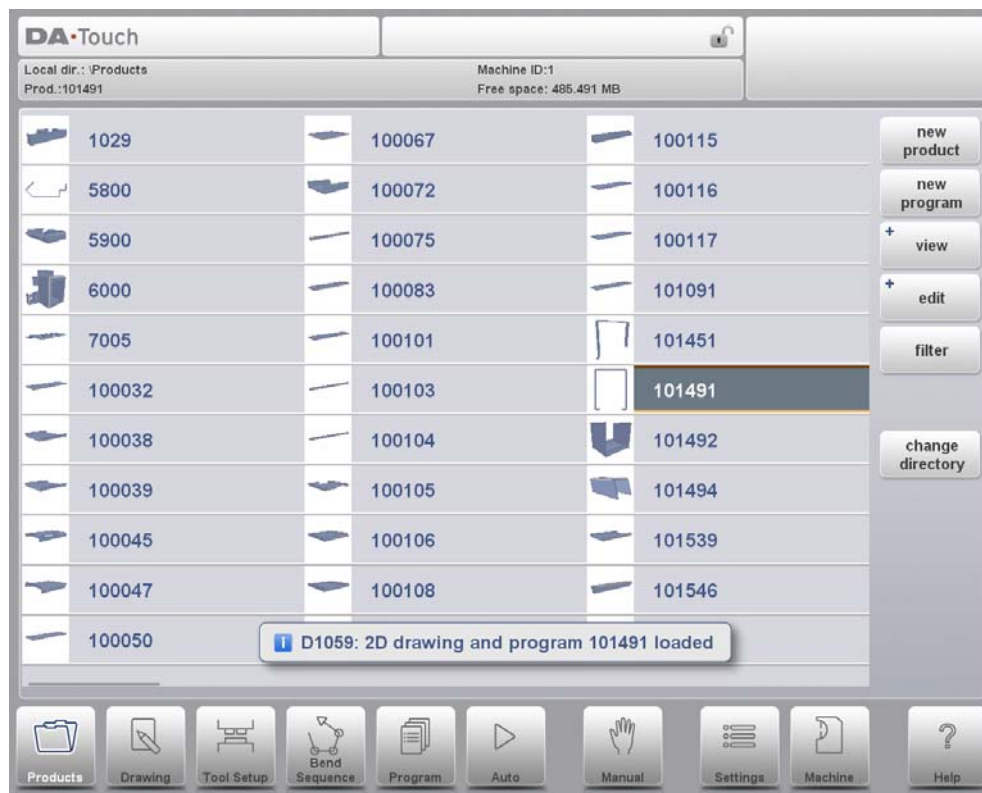 DA·Touch
Local dir.: \Products
Prod.:101491
Machine ID:1
Free space: 485.491 MB
1029
100067
100115
new
product
5800
100072
100116
new
program
5900
100075
100117
+ view
6000
100083
101091
+ edit
7005
100101
101451
filter
100032
100103
101491
100038
100104
101492
change
directory
100039
100105
101494
100045
100106
101539
100047
100108
101546
100050
i D1059: 2D drawing and program 101491 loaded
Products
Drawing
Tool Setup
Bend
Sequence
Program
Auto
Manual
Settings
Machine
?
Help